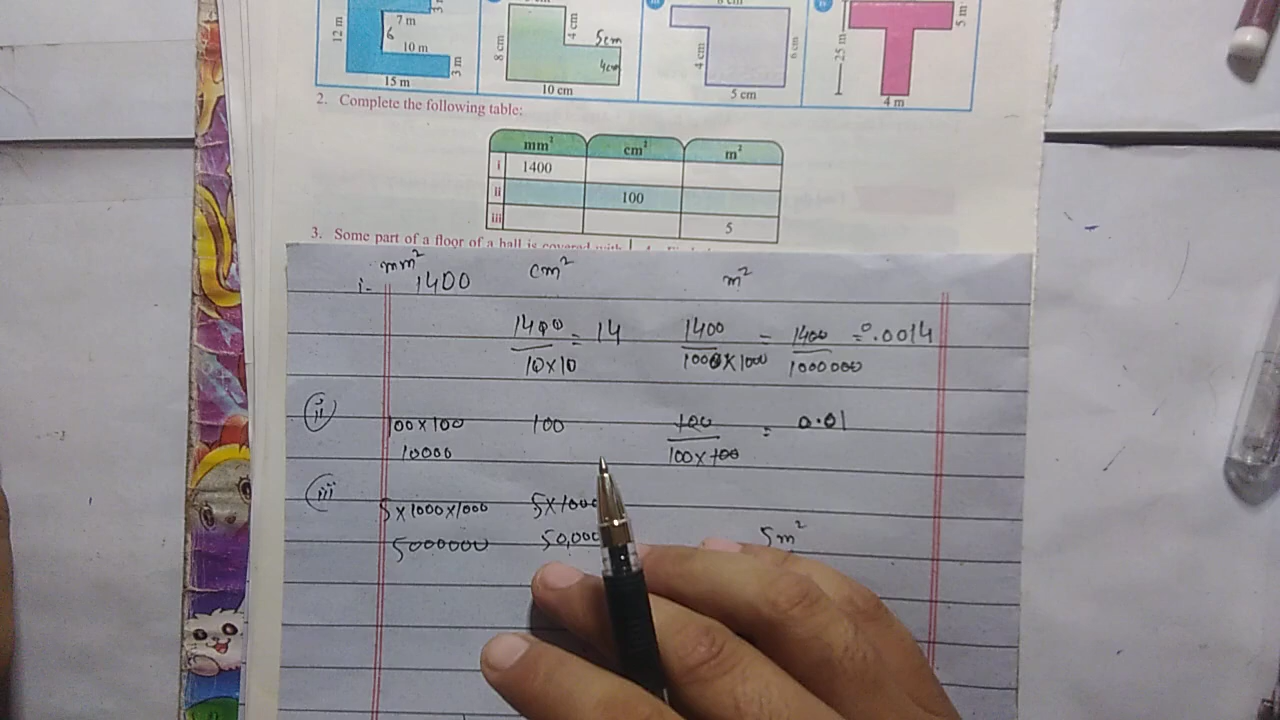 7 m
12 m
6
10 m
3 m
15 m
4 cm
5cm
8 cm
4cm
10 cm
4 cm
6 cm
5 cm
5 m
25 m
4 m
2. Complete the following table:
mm² cm² m²
i 1400
ii 100
iii 5
3. Some part of a floor of a hall is covered with
mm² cm² m²
i- 1400
1400/10×10 = 14 1400/1000×1000 = 1400/1000000 = 0.0014
ii 100×100 100 100/100×100 = 0.01
10000
iii 5×1000×1000 5×1000
5000000 50,000 5m²